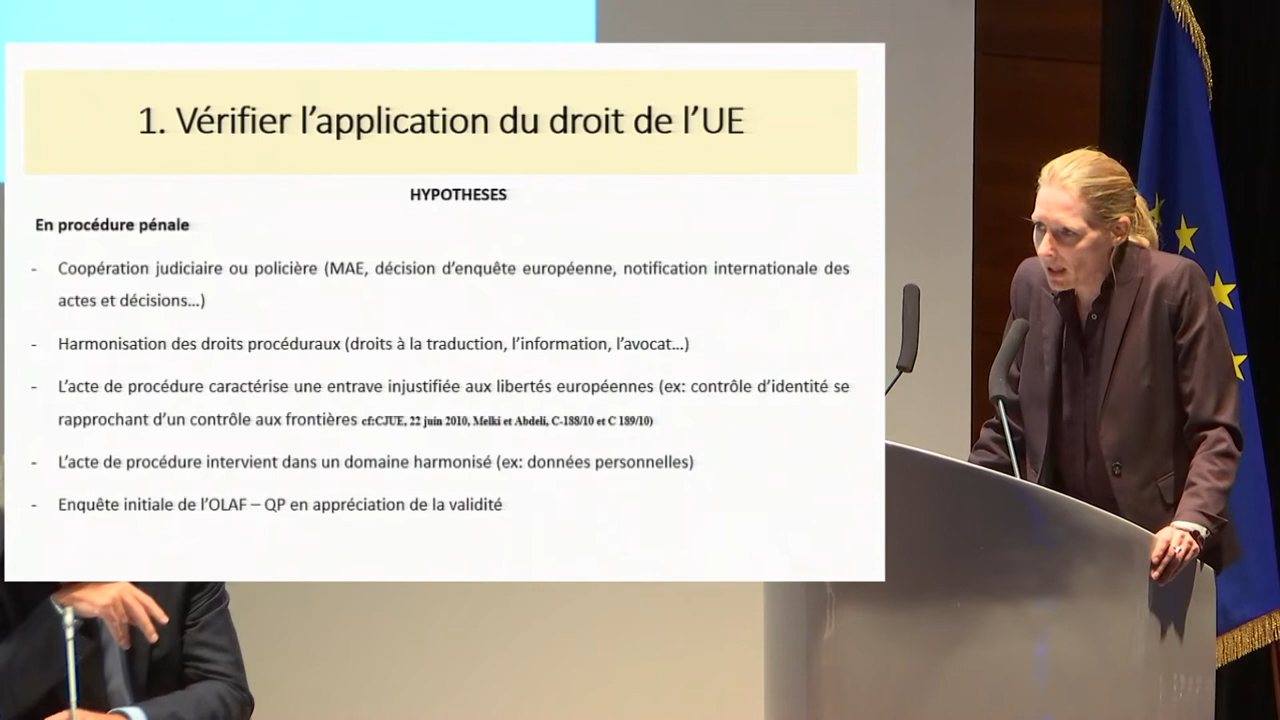 1. Vérifier l’application du droit de l’UE
HYPOTHESES
En procédure pénale
- Coopération judiciaire ou policière (MAE, décision d’enquête européenne, notification internationale des
actes et décisions…)
- Harmonisation des droits procéduraux (droits à la traduction, l’information, l’avocat…)
- L’acte de procédure caractérise une entrave injustifiée aux libertés européennes (ex: contrôle d’identité se
rapprochant d’un contrôle aux frontières cf:CJUE, 22 juin 2010, Melki et Abdeli, C-188/10 et C 189/10)
- L’acte de procédure intervient dans un domaine harmonisé (ex: données personnelles)
- Enquête initiale de l’OLAF – QP en appréciation de la validité